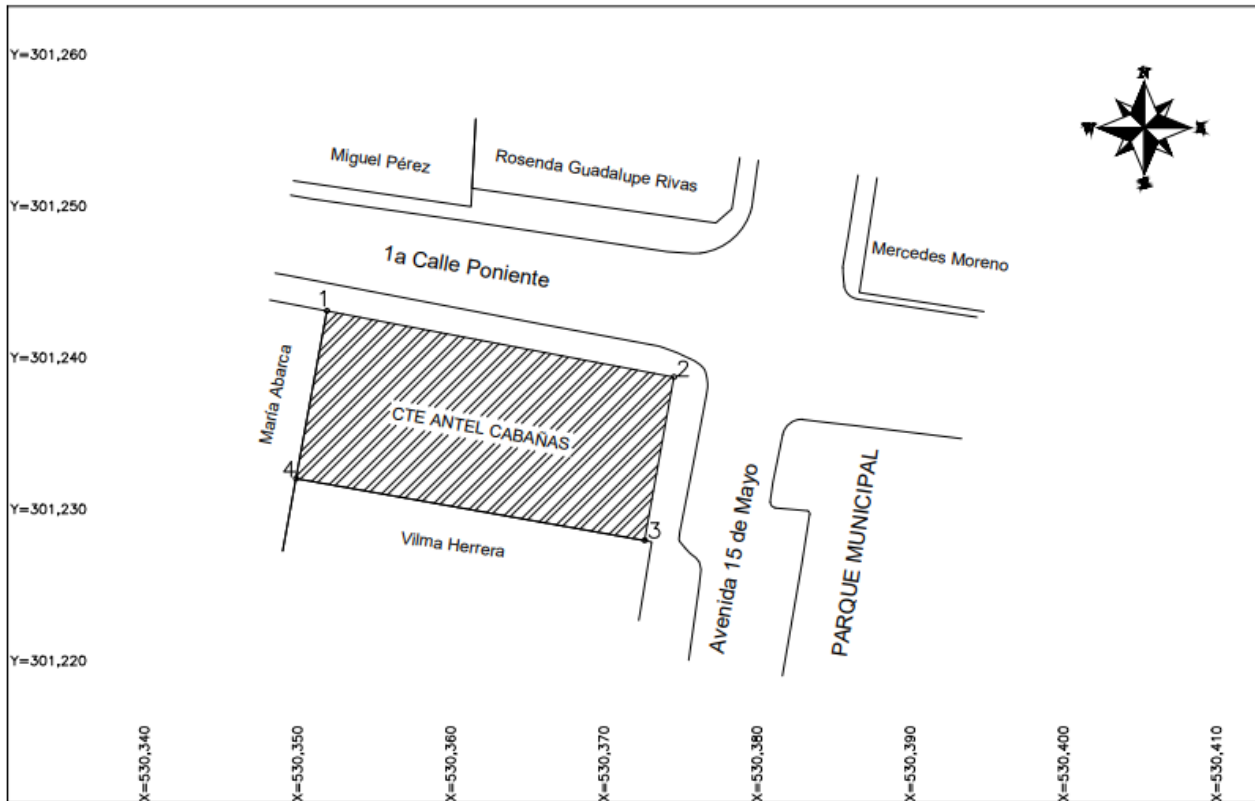 Y=301,260
N
W
E
S
Miguel Pérez
Rosenda Guadalupe Rivas
Y=301,250
1a Calle Poniente
Mercedes Moreno
1
Y=301,240
2
María Abarca
CTE ANTEL CABAÑAS
4
Y=301,230
3
Vilma Herrera
Avenida 15 de Mayo
PARQUE MUNICIPAL
Y=301,220
X=530,340
X=530,350
X=530,360
X=530,370
X=530,380
X=530,390
X=530,400
X=530,410